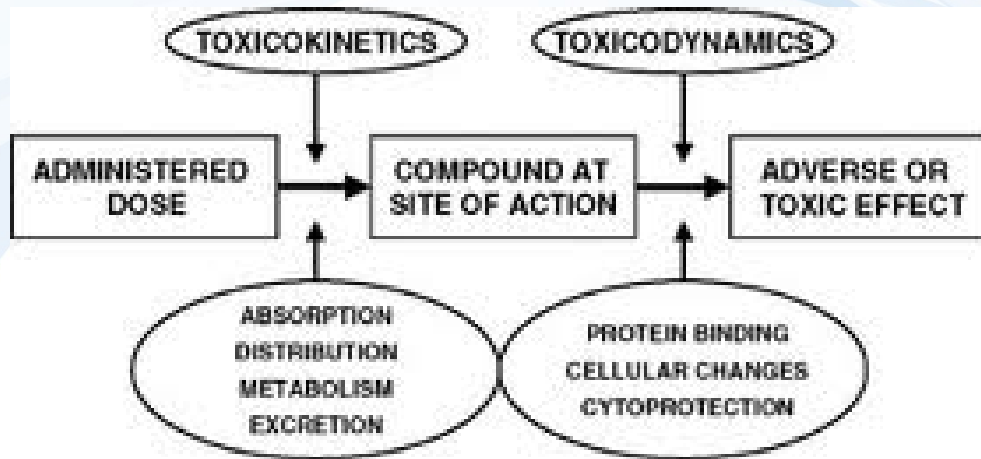 TOXICOKINETICS
TOXICODYNAMICS
ADMINISTERED
DOSE
COMPOUND AT
SITE OF ACTION
ADVERSE OR
TOXIC EFFECT
ABSORPTION
DISTRIBUTION
METABOLISM
EXCRETION
PROTEIN BINDING
CELLULAR CHANGES
CYTOPROTECTION